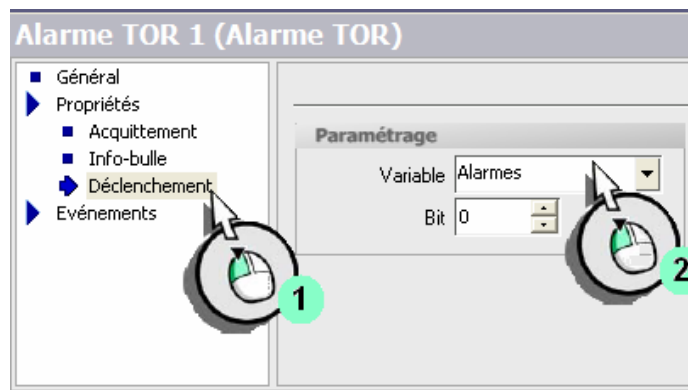 Alarme TOR 1 (Alarme TOR)
Général
Propriétés
Acquittement
Info-bulle
Déclenchement
Evénements
1
Paramétrage
Variable Alarmes
Bit 0
2